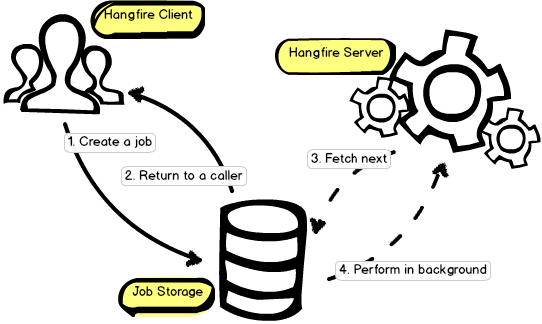 Hangfire Client
Hangfire Server
1. Create a job
2. Return to a caller
3. Fetch next
4. Perform in background
Job Storage